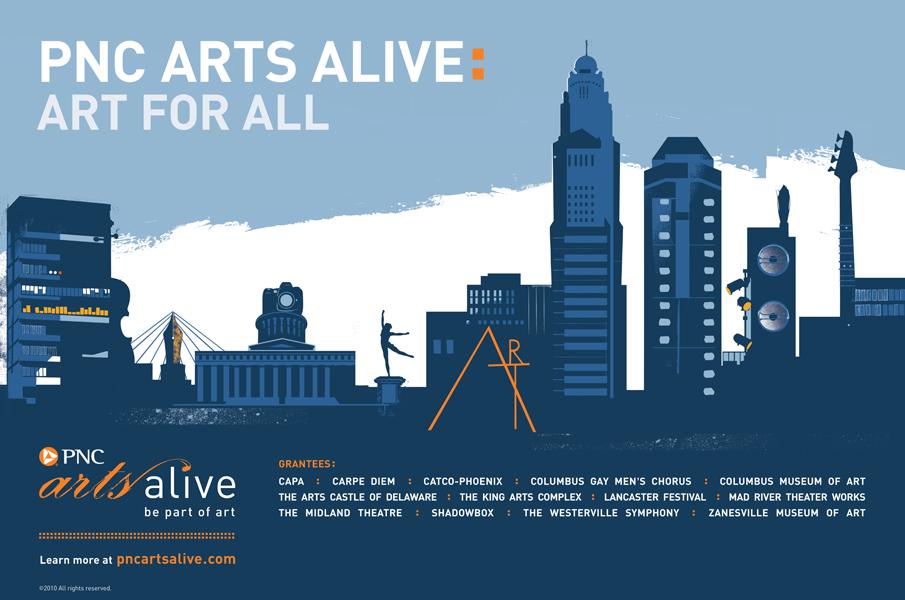 PNC ARTS ALIVE:
ART FOR ALL
ART
PNC
arts alive
be part of art
Learn more at pncartsalive.com
©2010 All rights reserved.
GRANTEES:
CAPA : CARPE DIEM : CATCO-PHOENIX : COLUMBUS GAY MEN'S CHORUS : COLUMBUS MUSEUM OF ART
THE ARTS CASTLE OF DELAWARE : THE KING ARTS COMPLEX : LANCASTER FESTIVAL : MAD RIVER THEATER WORKS
THE MIDLAND THEATRE : SHADOWBOX : THE WESTERVILLE SYMPHONY : ZANESVILLE MUSEUM OF ART